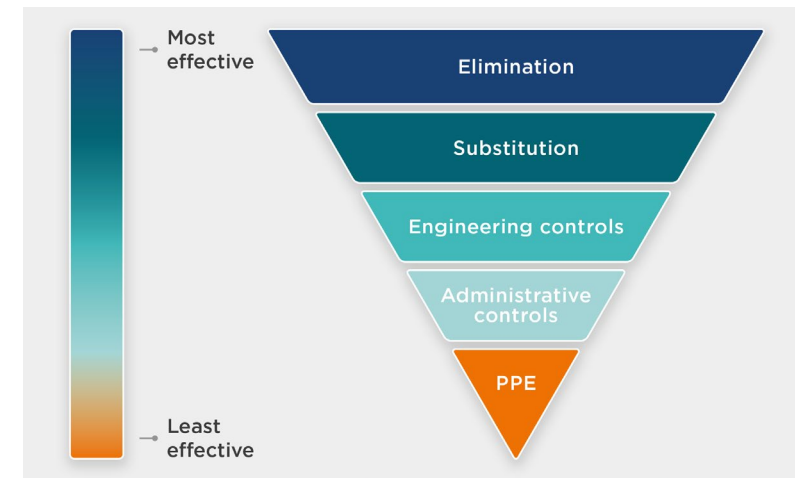 Most
effective
Elimination
Substitution
Engineering controls
Administrative
controls
PPE
Least
effective